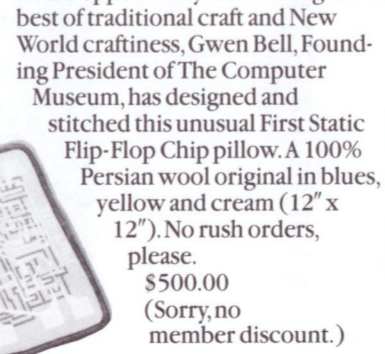 best of traditional craft and New
World craftiness, Gwen Bell, Found-
ing President of The Computer
Museum, has designed and
stitched this unusual First Static
Flip-Flop Chip pillow. A 100%
Persian wool original in blues,
yellow and cream (12" x
12"). No rush orders,
please.
$500.00
(Sorry, no
member discount.)